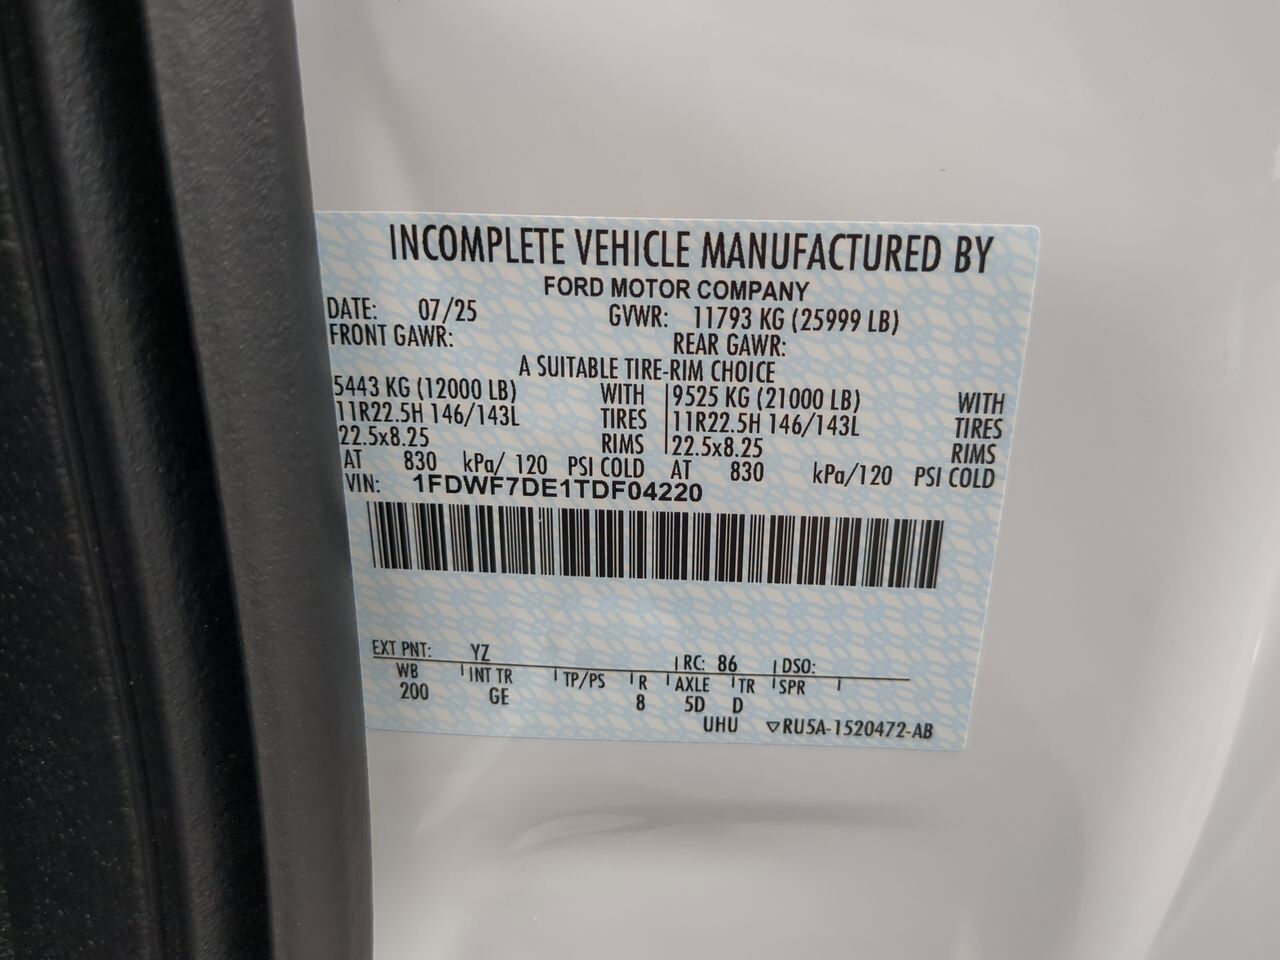 INCOMPLETE VEHICLE MANUFACTURED BY
FORD MOTOR COMPANY
DATE: 07/25 GVWR: 11793 KG (25999 LB)
FRONT GAWR: REAR GAWR:
A SUITABLE TIRE-RIM CHOICE
5443 KG (12000 LB) WITH 9525 KG (21000 LB) WITH
11R22.5H 146/143L TIRES 11R22.5H 146/143L TIRES
22.5x8.25 RIMS 22.5x8.25 RIMS
AT 830 kPa/ 120 PSI COLD AT 830 kPa/120 PSI COLD
VIN: 1FDWF7DE1TDF04220
EXT PNT: YZ RC: 86 DSO:
WB INT TR TP/PS R AXLE TR SPR
200 GE 8 5D D
UHU ▽RU5A-1520472-AB